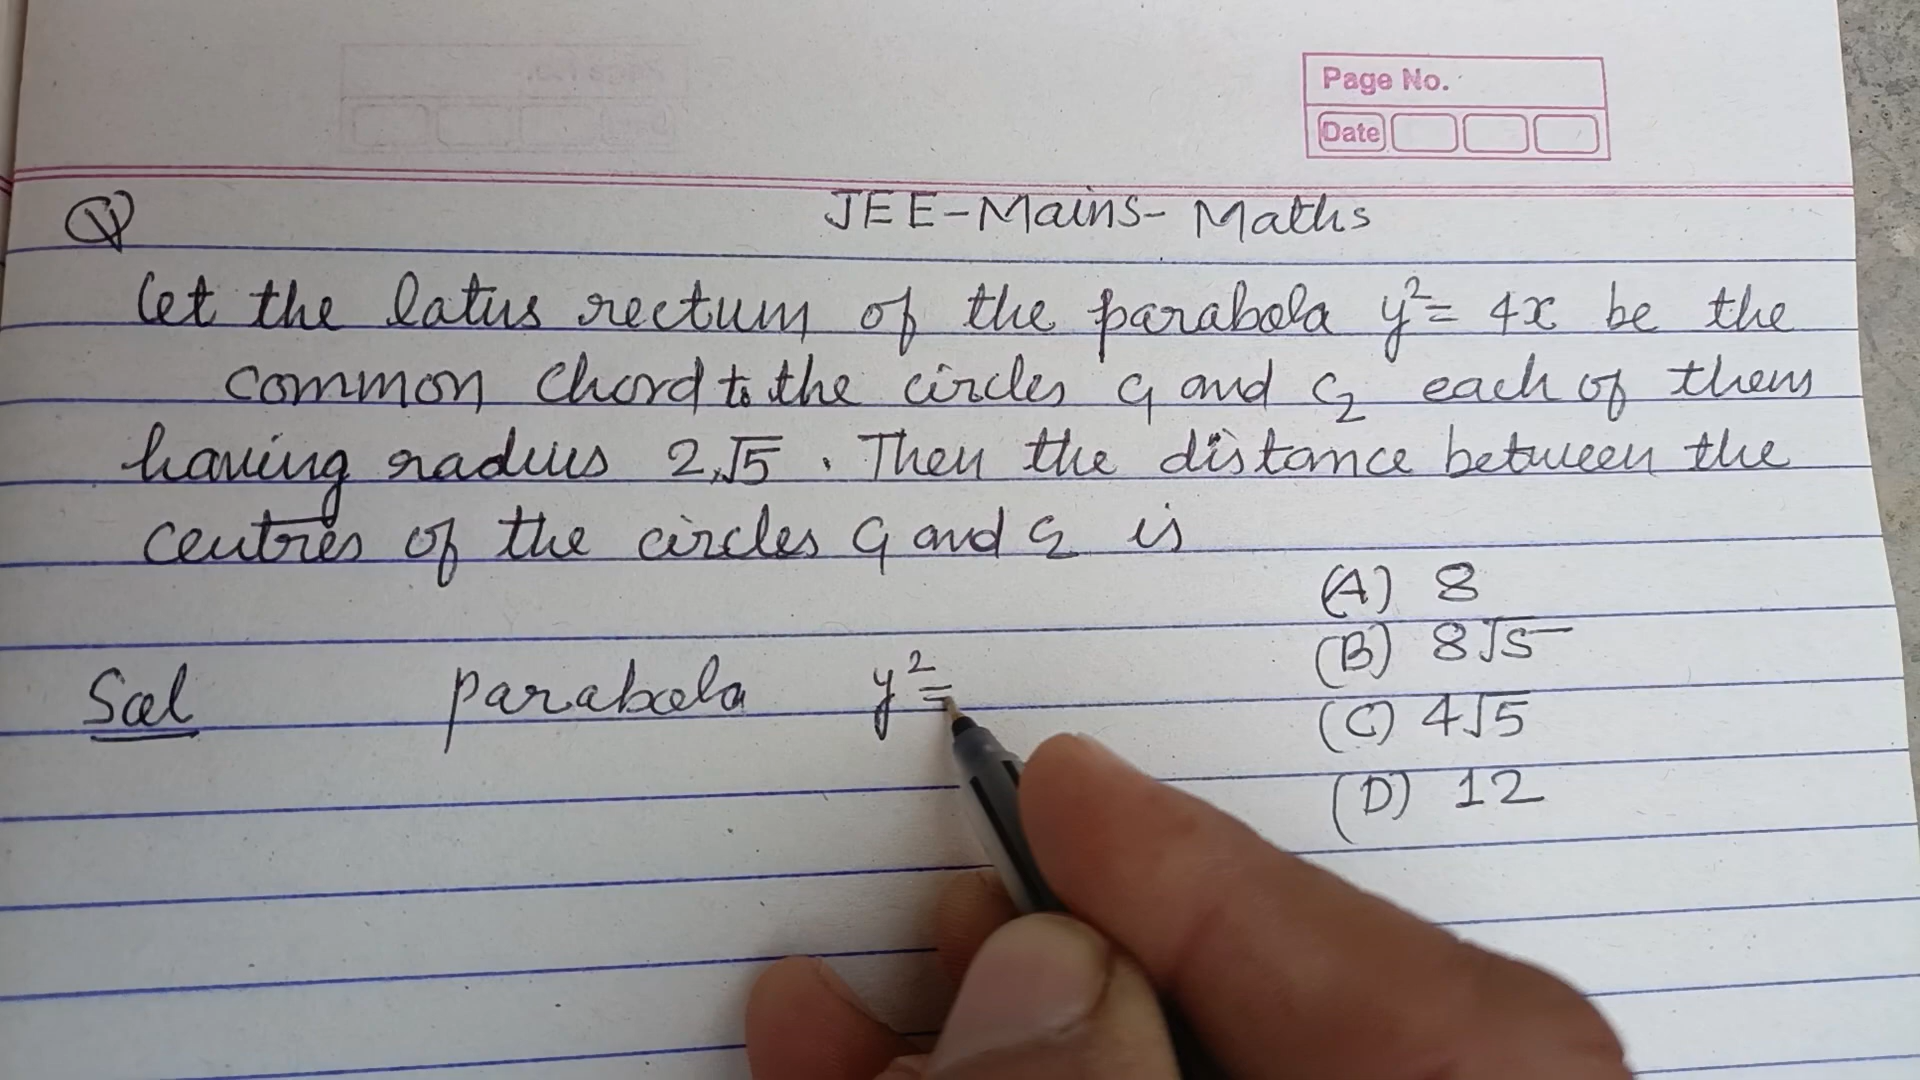 Page No.
Date
Q JEE-Mains-Maths
Let the latus rectum of the parabola y²= 4x be the
common chord to the circles C₁ and C₂ each of them
having radius 2√5. Then the distance between the
centres of the circles C₁ and C₂ is
(A) 8
(B) 8√5
(C) 4√5
(D) 12
Sol parabola y²=